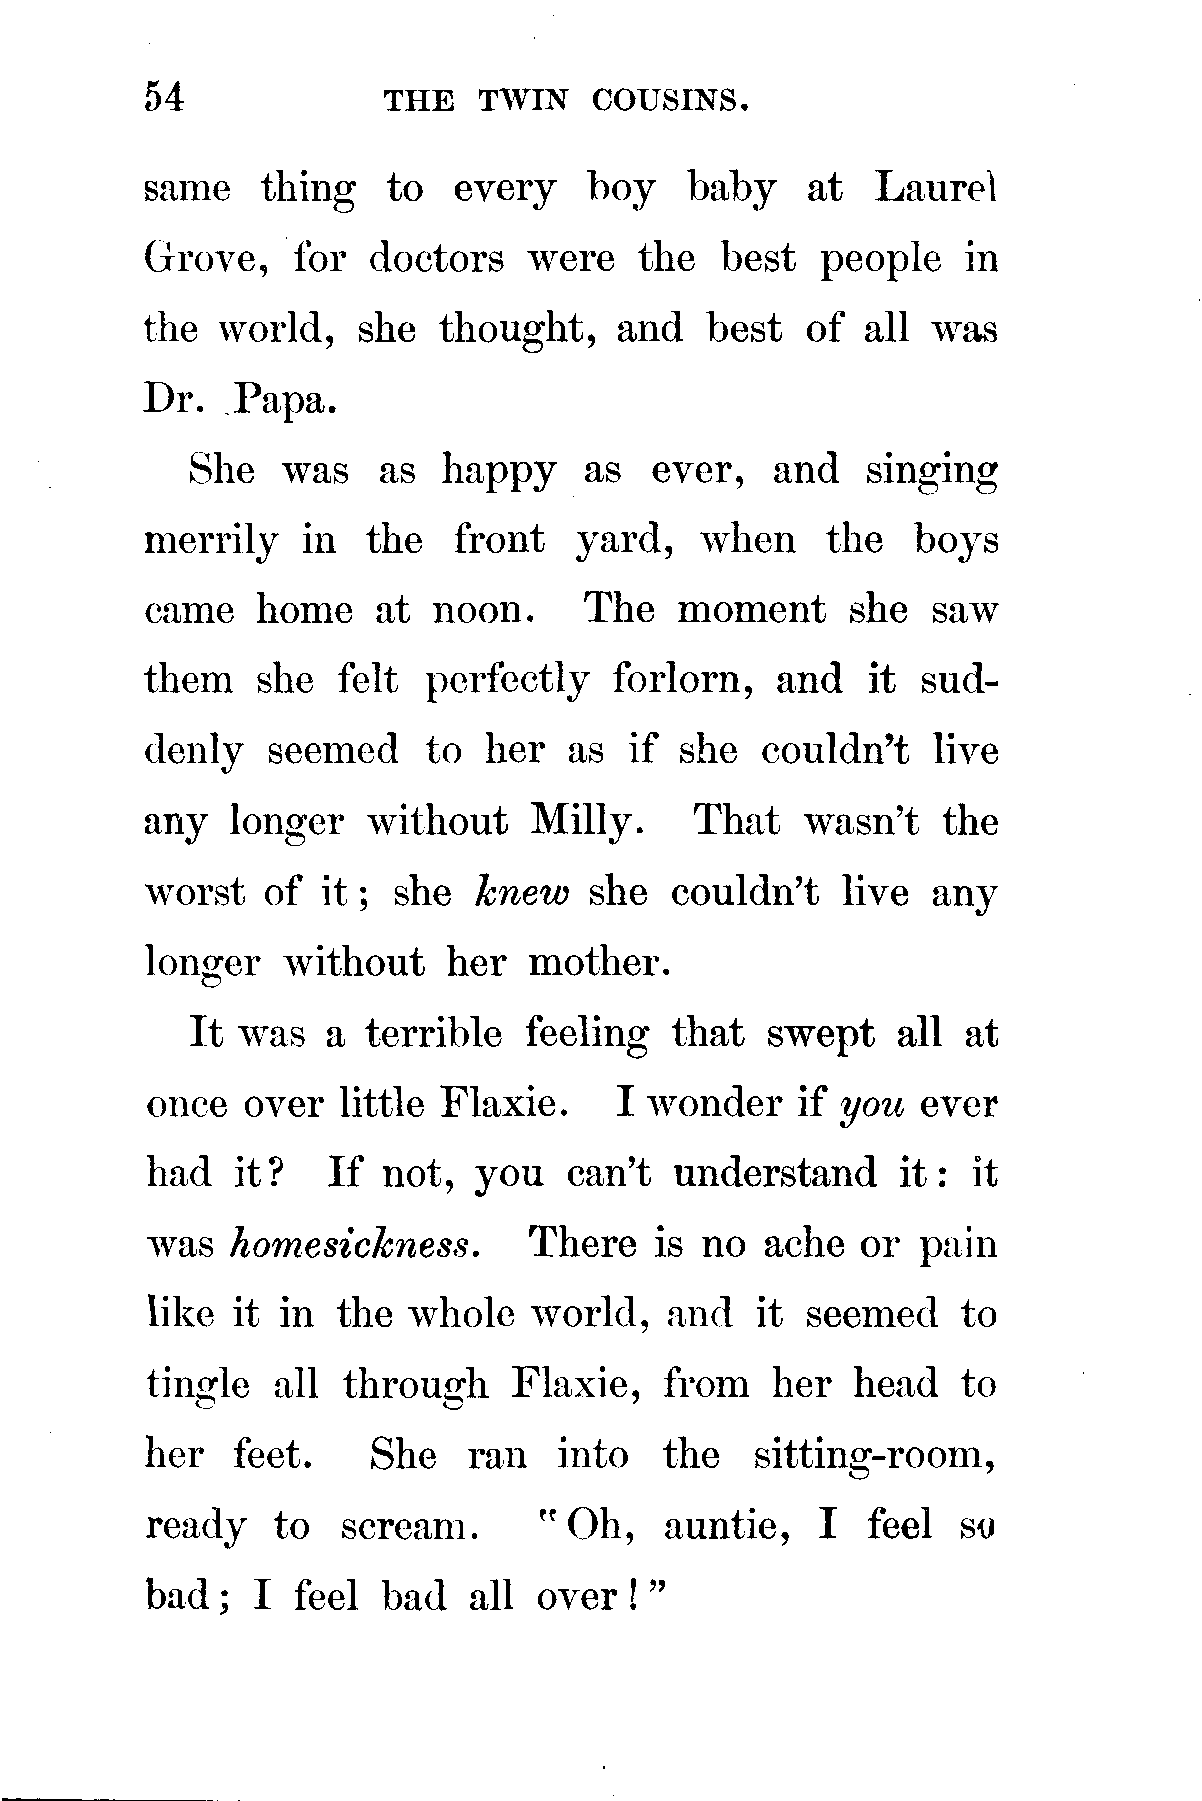 54 THE TWIN COUSINS.
same thing to every boy baby at Laurel
Grove, for doctors were the best people in
the world, she thought, and best of all was
Dr. Papa.
She was as happy as ever, and singing
merrily in the front yard, when the boys
came home at noon. The moment she saw
them she felt perfectly forlorn, and it sud-
denly seemed to her as if she couldn't live
any longer without Milly. That wasn't the
worst of it; she knew she couldn't live any
longer without her mother.
It was a terrible feeling that swept all at
once over little Flaxie. I wonder if you ever
had it? If not, you can't understand it: it
was homesickness. There is no ache or pain
like it in the whole world, and it seemed to
tingle all through Flaxie, from her head to
her feet. She ran into the sitting-room,
ready to scream. "Oh, auntie, I feel so
bad; I feel bad all over!"